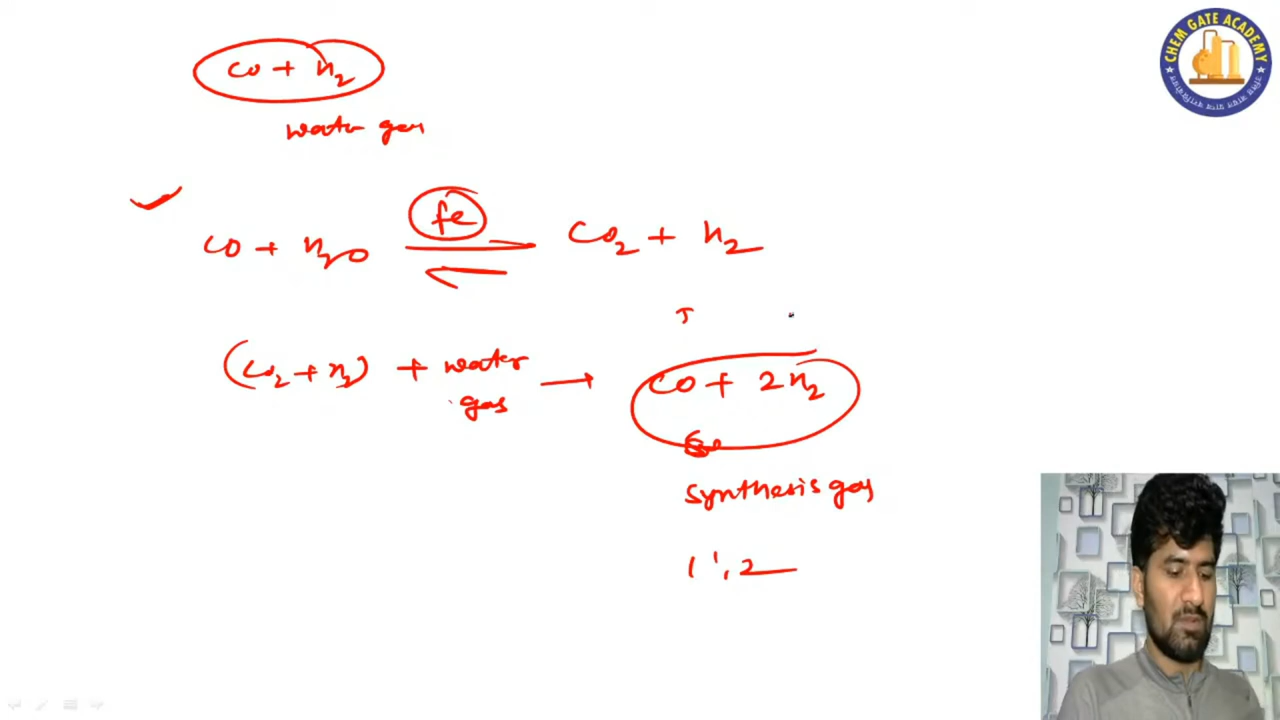 CO + H2
water gas
CO + H2O Fe ⇌ CO2 + H2
(CO2 + H2) + water gas → CO + 2H2
synthesis gas
1 : 2
CHEM GATE ACADEMY